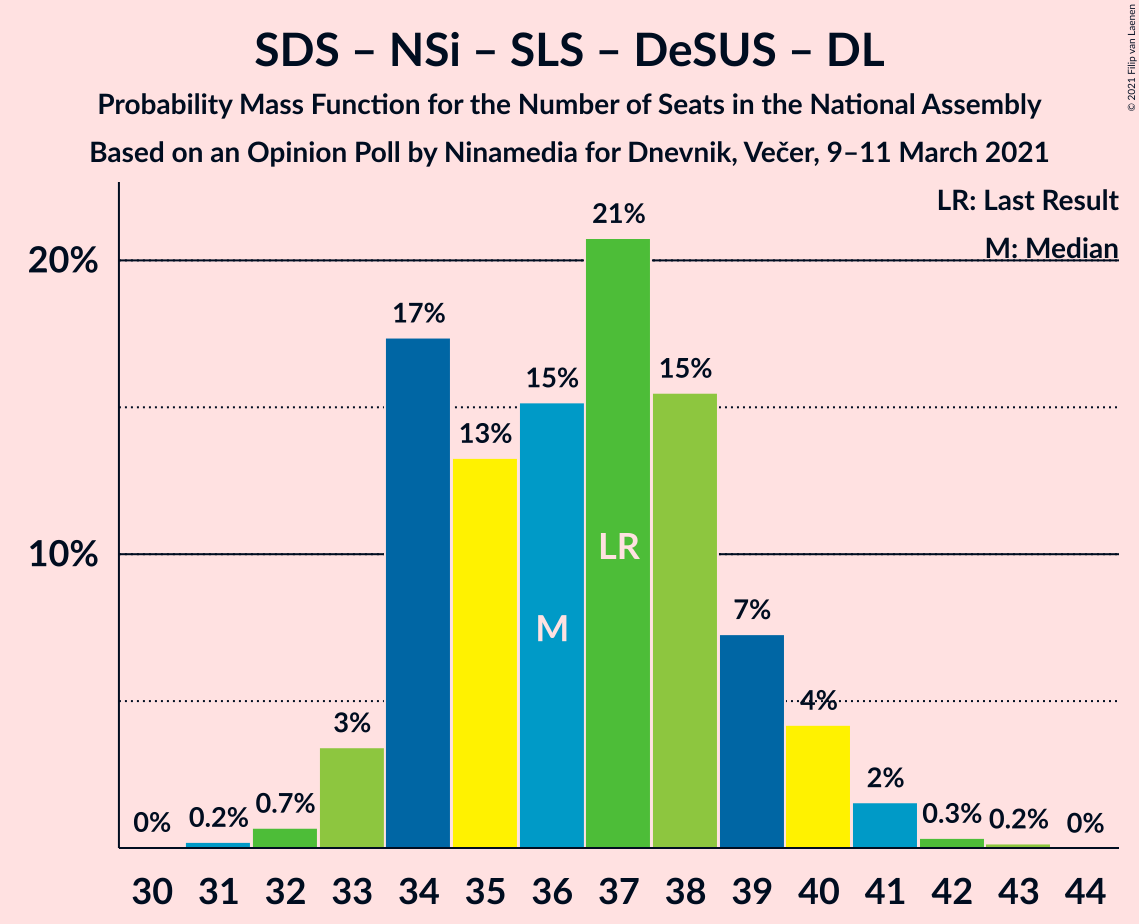 SDS – NSi – SLS – DeSUS – DL
Probability Mass Function for the Number of Seats in the National Assembly
Based on an Opinion Poll by Ninamedia for Dnevnik, Večer, 9–11 March 2021
© 2021 Filip van Laenen
LR: Last Result
M: Median
20%
10%
0%
0.2%
0.7%
3%
17%
13%
15%
21%
15%
7%
4%
2%
0.3%
0.2%
0%
M
LR
30 31 32 33 34 35 36 37 38 39 40 41 42 43 44